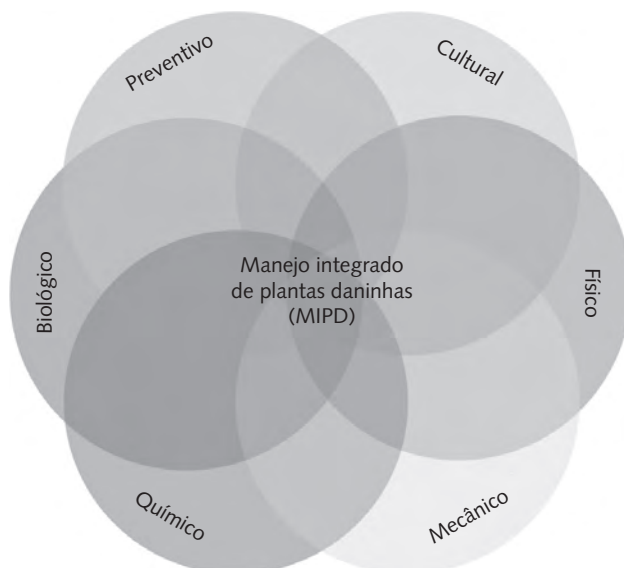 Preventivo
Cultural
Biológico
Manejo integrado
de plantas daninhas
(MIPD)
Físico
Químico
Mecânico